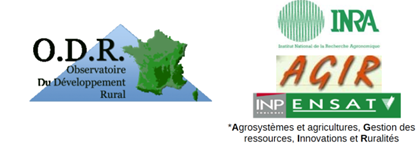 O.D.R.
Observatoire
Du Développement
Rural
INRA
Institut National de la Recherche Agronomique
AGIR
INP ENSAT
*Agrosystèmes et agricultures, Gestion des
ressources, Innovations et Ruralités